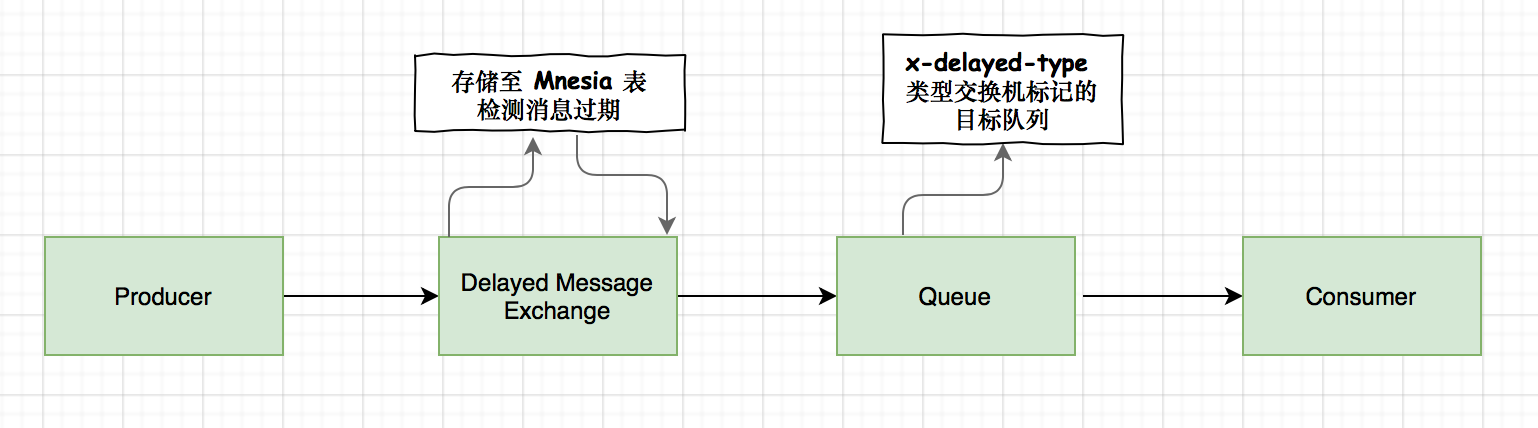 存储至 Mnesia 表
检测消息过期
x-delayed-type
类型交换机标记的
目标队列
Producer
Delayed Message
Exchange
Queue
Consumer